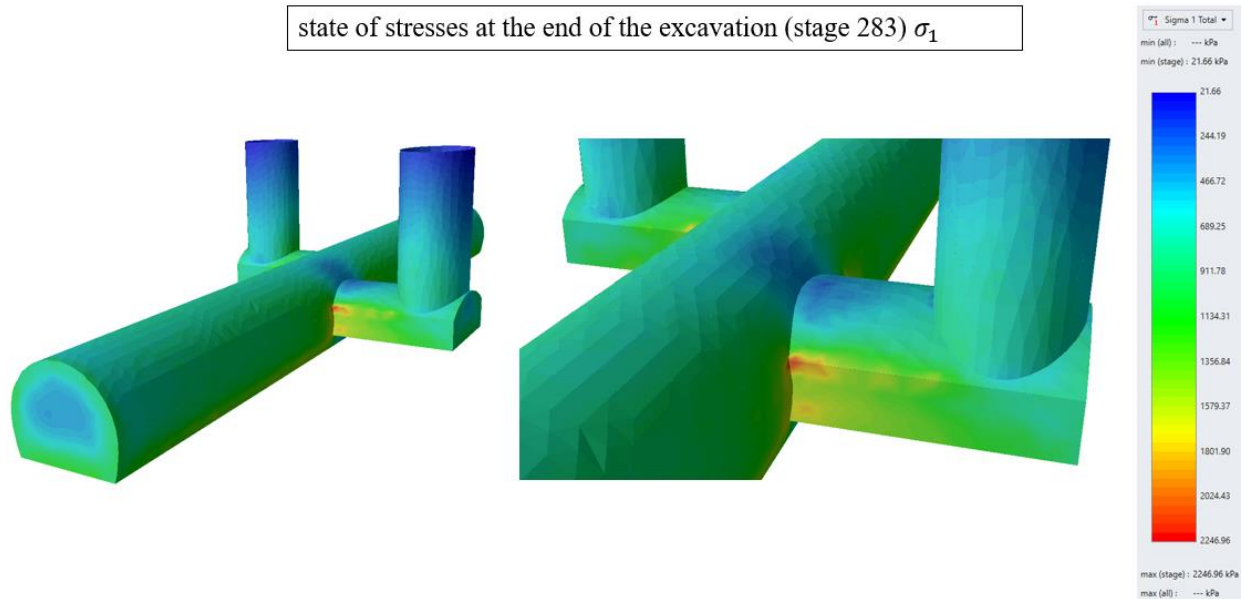 state of stresses at the end of the excavation (stage 283) σ₁
σ₁ Sigma 1 Total
min (all) : --- kPa
min (stage) : 21.66 kPa
21.66
244.19
466.72
689.25
911.78
1134.31
1356.84
1579.37
1801.90
2024.43
2246.96
max (stage) : 2246.96 kPa
max (all) : --- kPa